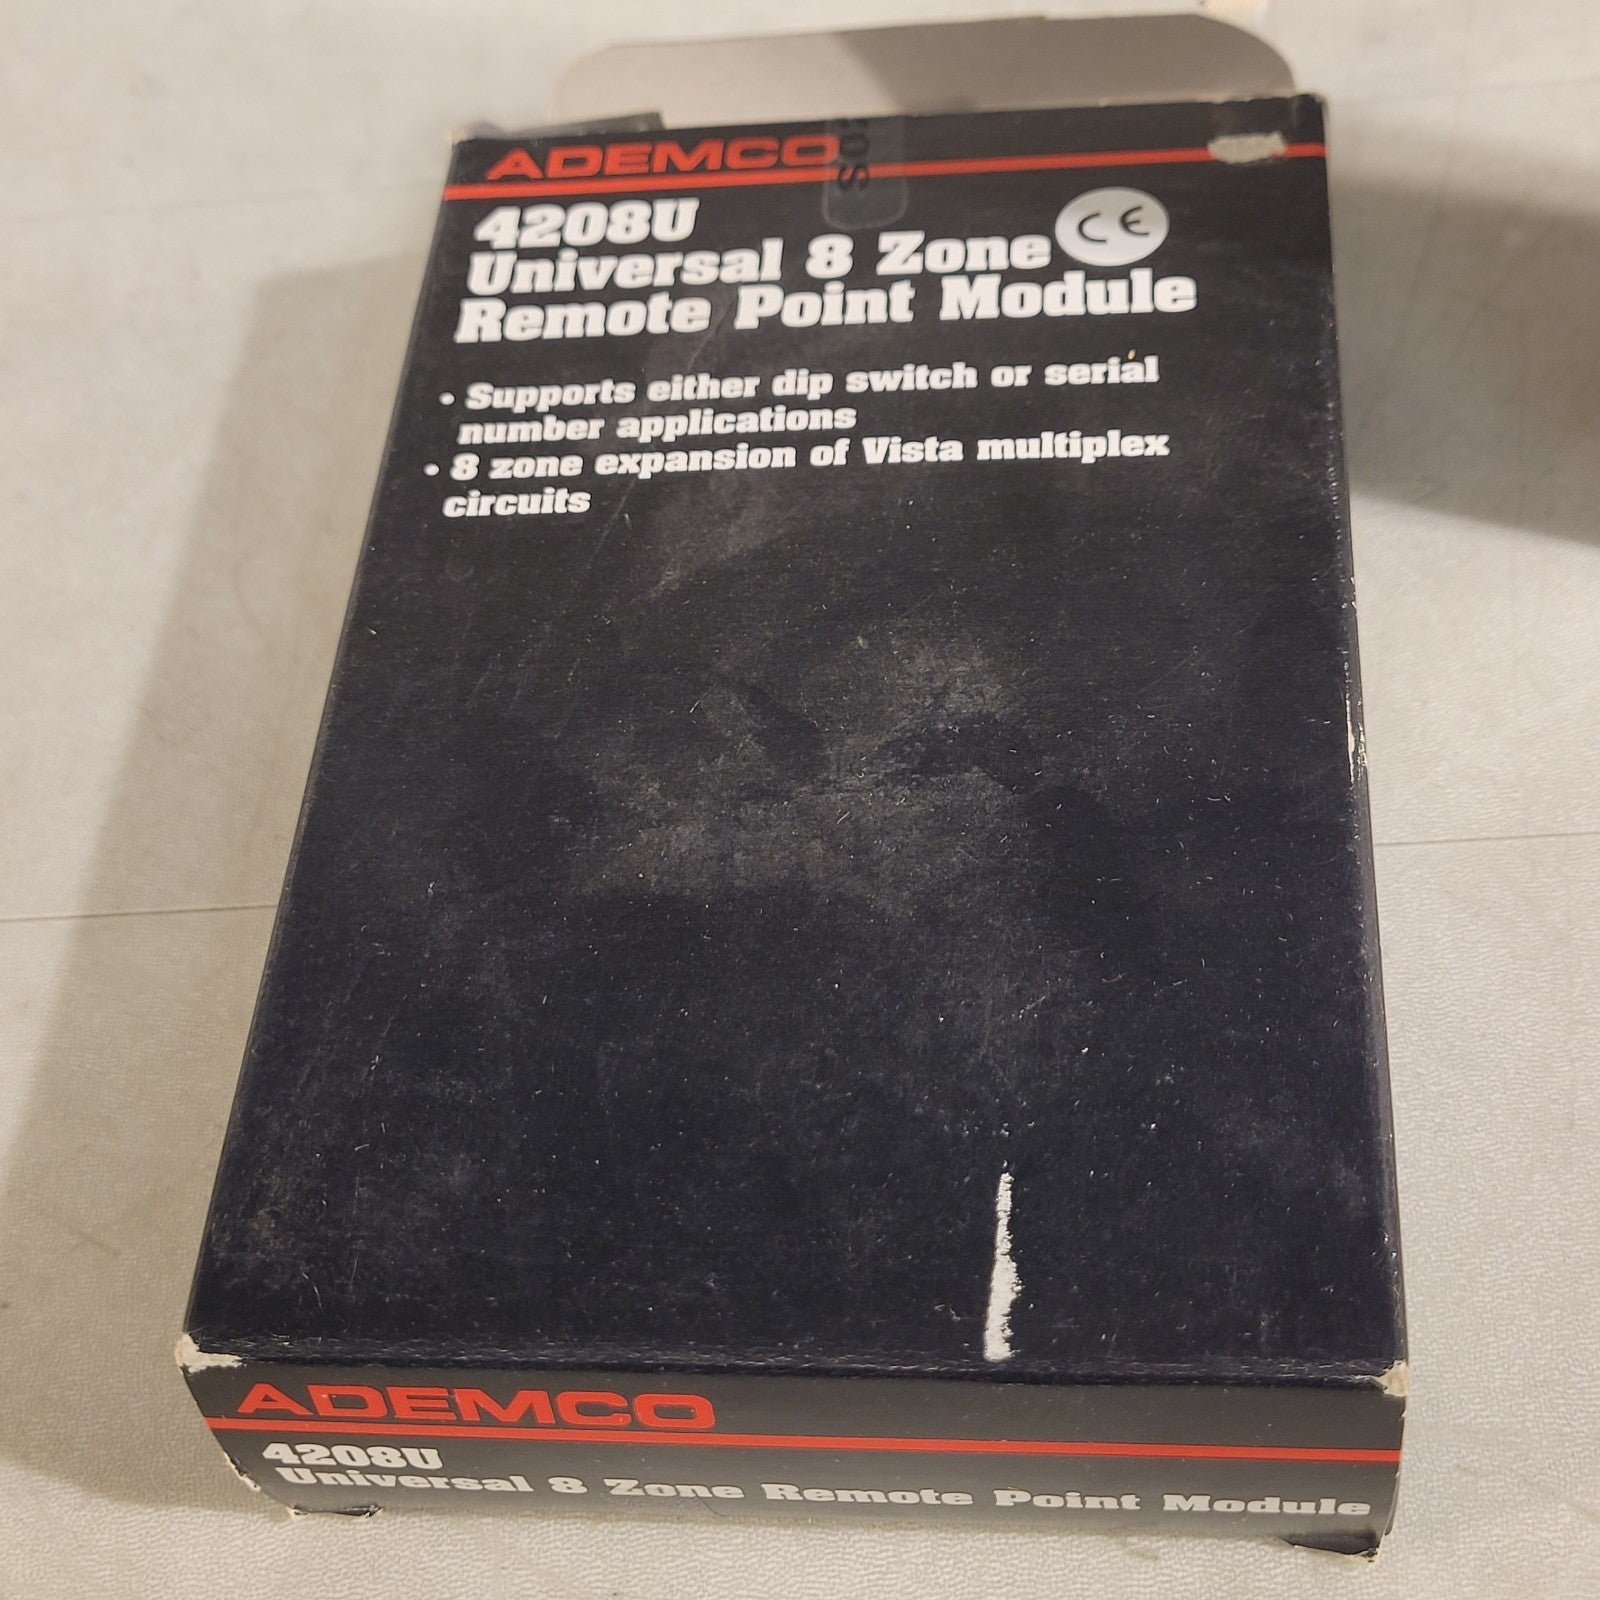 ADEMCO
4208U
Universal 8 Zone
CE
Remote Point Module
• Supports either dip switch or serial
number applications
• 8 zone expansion of Vista multiplex
circuits
ADEMCO
4208U
Universal 8 Zone Remote Point Module